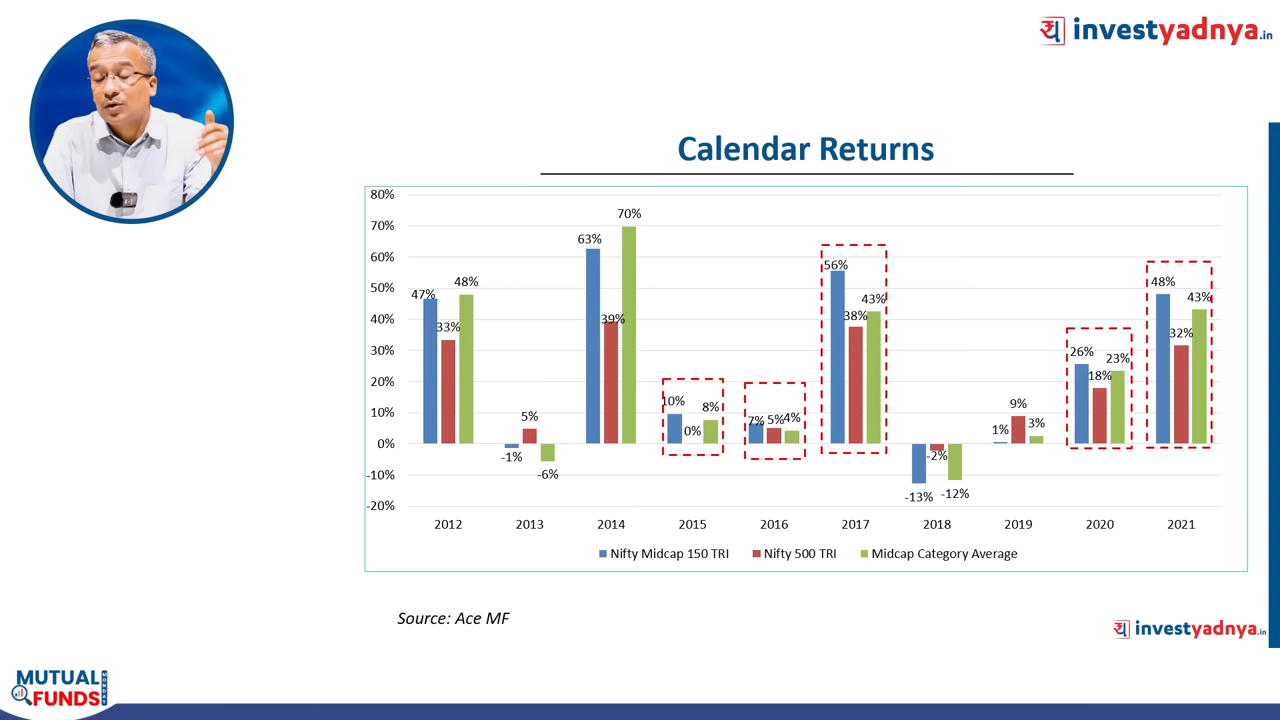 यु investyadnya.in
Calendar Returns
80%
70%
60%
50%
40%
30%
20%
10%
0%
-10%
-20%
47% 33% 48%
-1% 5% -6%
63% 39% 70%
10% 0% 8%
7% 5% 4%
56% 38% 43%
-13% -2% -12%
1% 9% 3%
26% 18% 23%
48% 32% 43%
2012 2013 2014 2015 2016 2017 2018 2019 2020 2021
Nifty Midcap 150 TRI Nifty 500 TRI Midcap Category Average
Source: Ace MF
investyadnya.in
MUTUAL
FUNDS
MONDAY